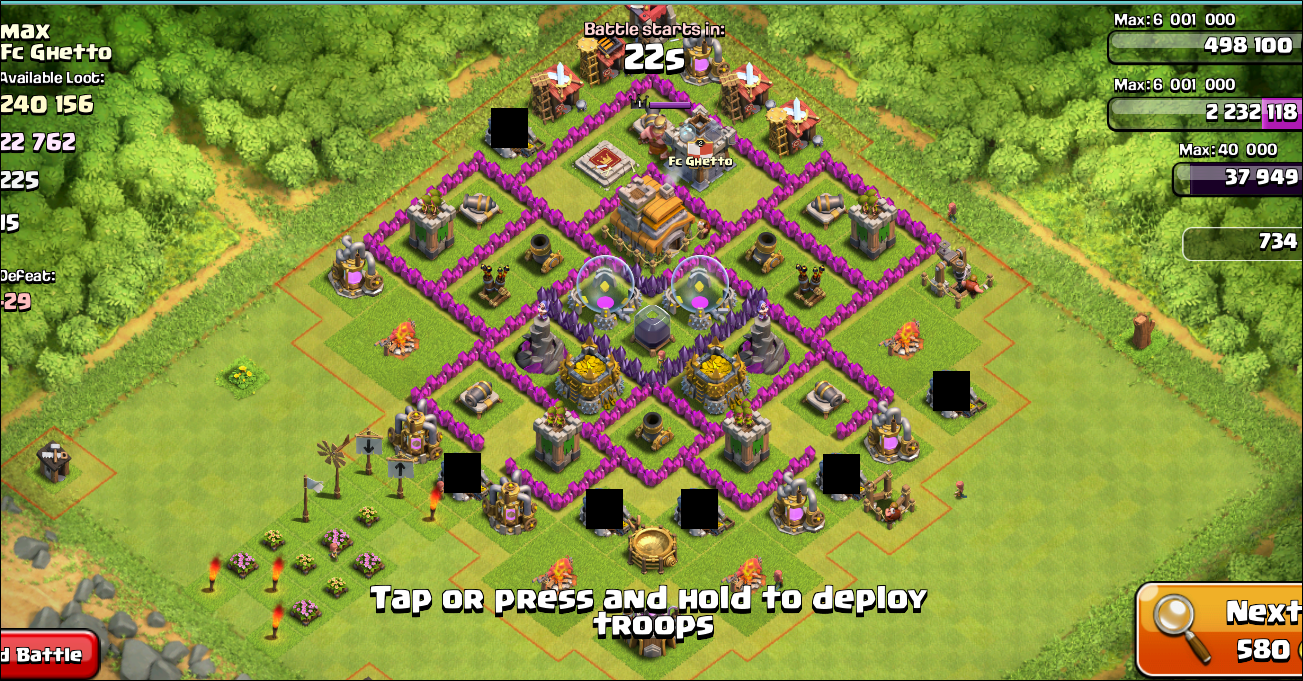 Max
Fc Ghetto
Available Loot:
240 156
22 762
225
15
Defeat:
-29
Battle starts in:
22s
Max: 6 001 000
498 100
Max: 6 001 000
2 232 118
Max: 40 000
37 949
734
Fc Ghetto
Tap or press and hold to deploy
troops
d Battle
Next
580